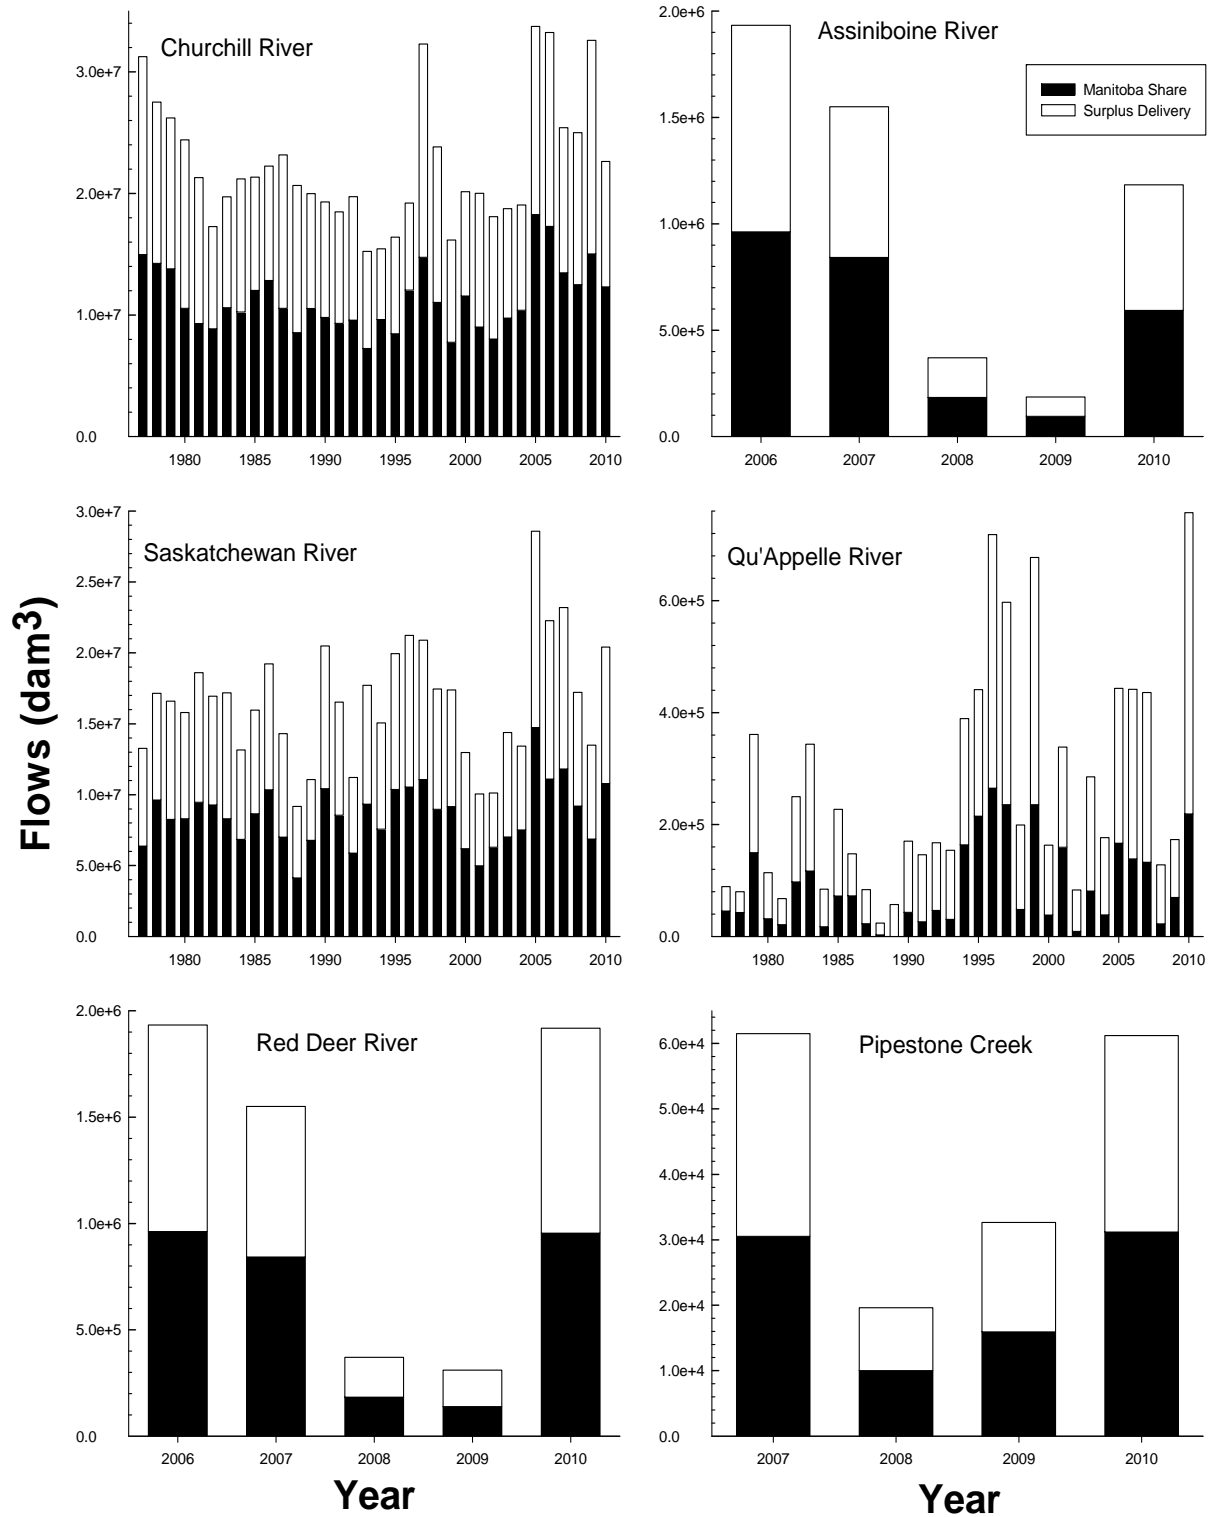 Churchill River
3.0e+7
2.0e+7
1.0e+7
0.0
1980 1985 1990 1995 2000 2005 2010
Assiniboine River
Manitoba Share
Surplus Delivery
2.0e+6
1.5e+6
1.0e+6
5.0e+5
0.0
2006 2007 2008 2009 2010
Flows (dam3)
Saskatchewan River
3.0e+7
2.5e+7
2.0e+7
1.5e+7
1.0e+7
5.0e+6
0.0
1980 1985 1990 1995 2000 2005 2010
Qu'Appelle River
6.0e+5
4.0e+5
2.0e+5
0.0
1980 1985 1990 1995 2000 2005 2010
Red Deer River
2.0e+6
1.5e+6
1.0e+6
5.0e+5
0.0
2006 2007 2008 2009 2010
Year
Pipestone Creek
6.0e+4
5.0e+4
4.0e+4
3.0e+4
2.0e+4
1.0e+4
0.0
2007 2008 2009 2010
Year